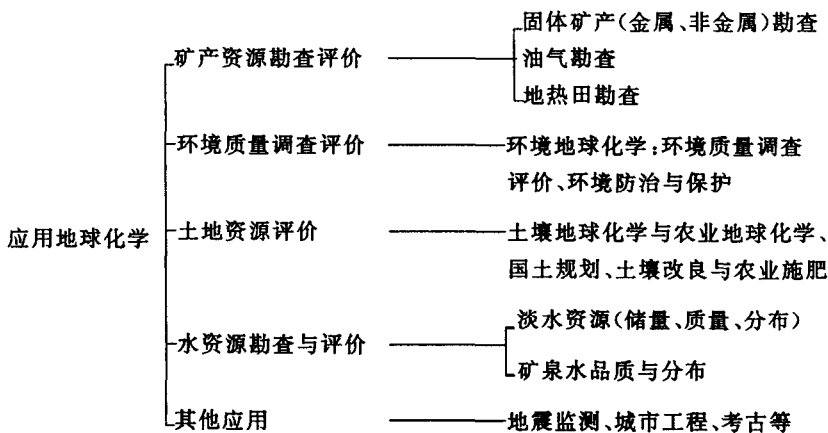 固体矿产(金属、非金属)勘查
矿产资源勘查评价
油气勘查
地热田勘查
环境质量调查评价
环境地球化学:环境质量调查
评价、环境防治与保护
应用地球化学
土地资源评价
土壤地球化学与农业地球化学、
国土规划、土壤改良与农业施肥
水资源勘查与评价
淡水资源(储量、质量、分布)
矿泉水品质与分布
其他应用
地震监测、城市工程、考古等